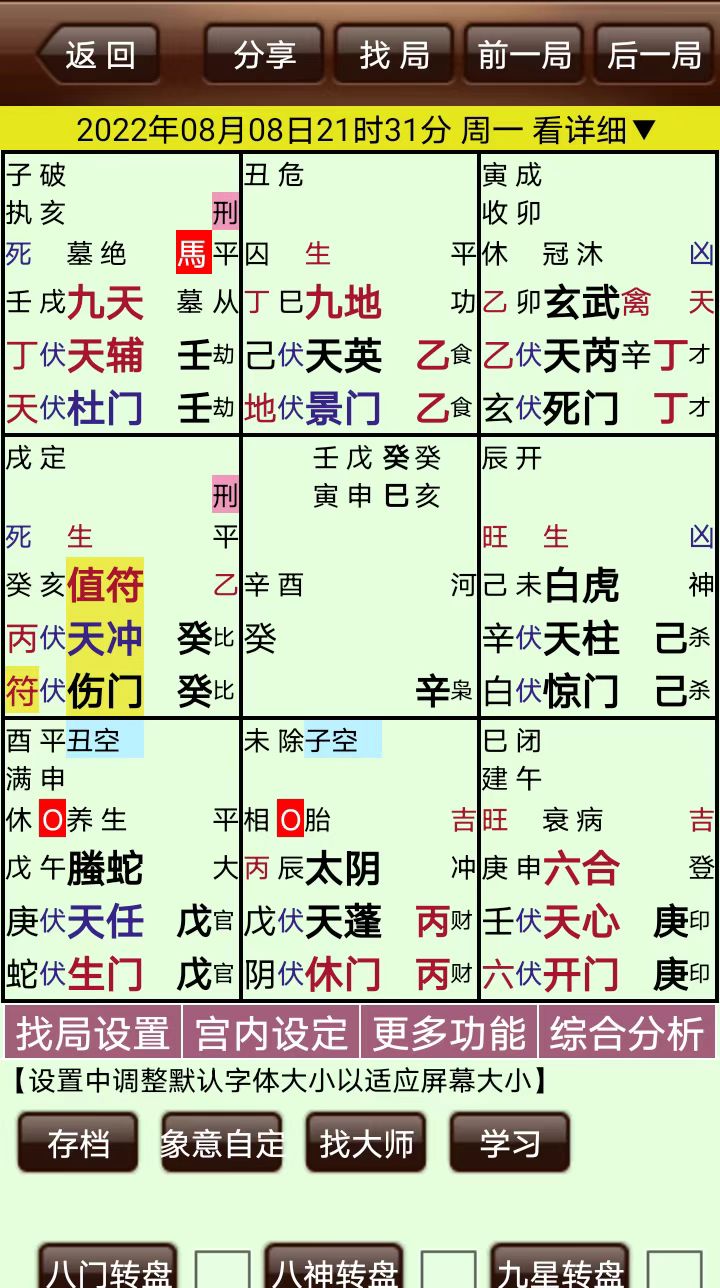 返回 分享 找局 前一局 后一局
2022年08月08日21时31分 周一 看详细▼
子 破
执 亥 刑
死 墓 绝 馬 平
壬 戌 九天 墓 从
丁 伏 天辅 壬 劫
天 伏 杜门 壬 劫
丑 危
囚 生 平
丁 巳 九地 功
己 伏 天英 乙 食
地 伏 景门 乙 食
寅 成
收 卯
休 冠 沐 凶
乙 卯 玄武 禽 天
乙 伏 天芮 辛 丁 才
玄 伏 死门 丁 才
戌 定
刑
死 生 平
癸 亥 值符 乙
丙 伏 天冲 癸 比
符 伏 伤门 癸 比
壬 戊 癸 癸
寅 申 巳 亥
辛 酉 河
癸
辛 枭
辰 开
旺 生 凶
己 未 白虎 神
辛 伏 天柱 己 杀
白 伏 惊门 己 杀
酉 平 丑空
满 申
休 O 养 生 平
戊 午 螣蛇 大
庚 伏 天任 戊 官
蛇 伏 生门 戊 官
未 除 子空
相 O 胎 吉
丙 辰 太阴 冲
戊 伏 天蓬 丙 财
阴 伏 休门 丙 财
巳 闭
建 午
旺 衰 病 吉
庚 申 六合 登
壬 伏 天心 庚 印
六 伏 开门 庚 印
找局设置 宫内设定 更多功能 综合分析
【设置中调整默认字体大小以适应屏幕大小】
存档 象意自定 找大师 学习
八门转盘 八神转盘 九星转盘